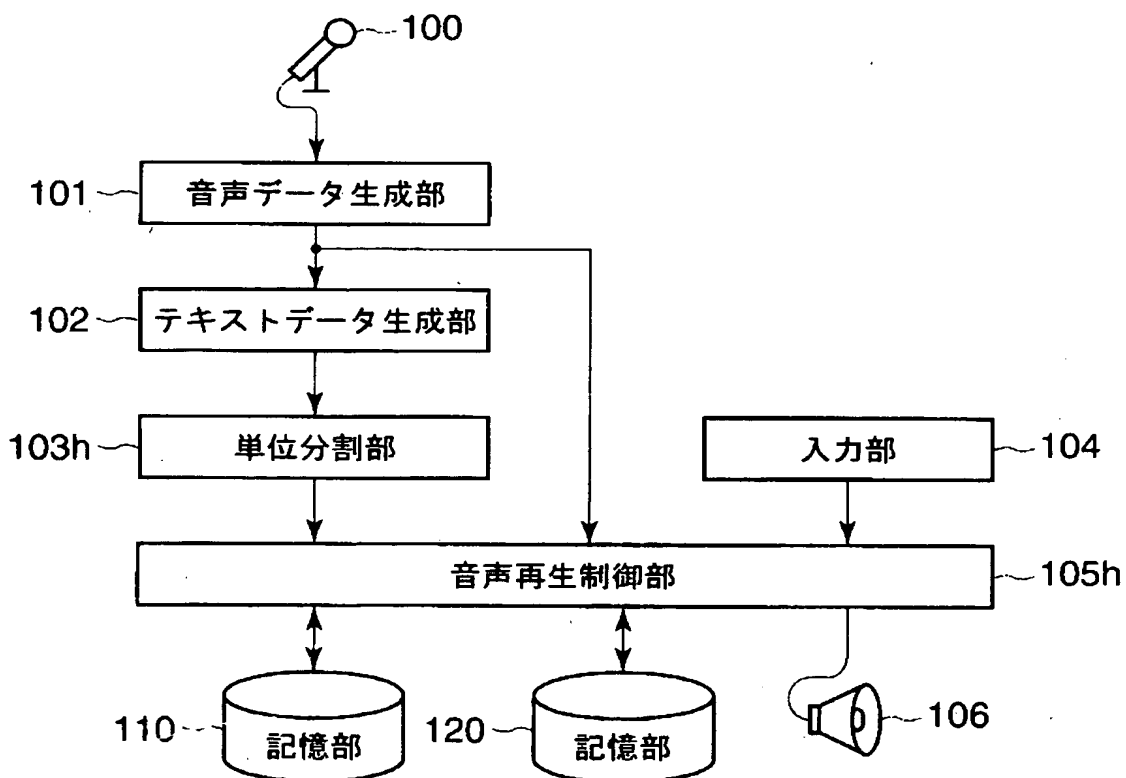 100
101
音声データ生成部
102
テキストデータ生成部
103h
単位分割部
入力部
104
音声再生制御部
105h
110
記憶部
120
記憶部
106